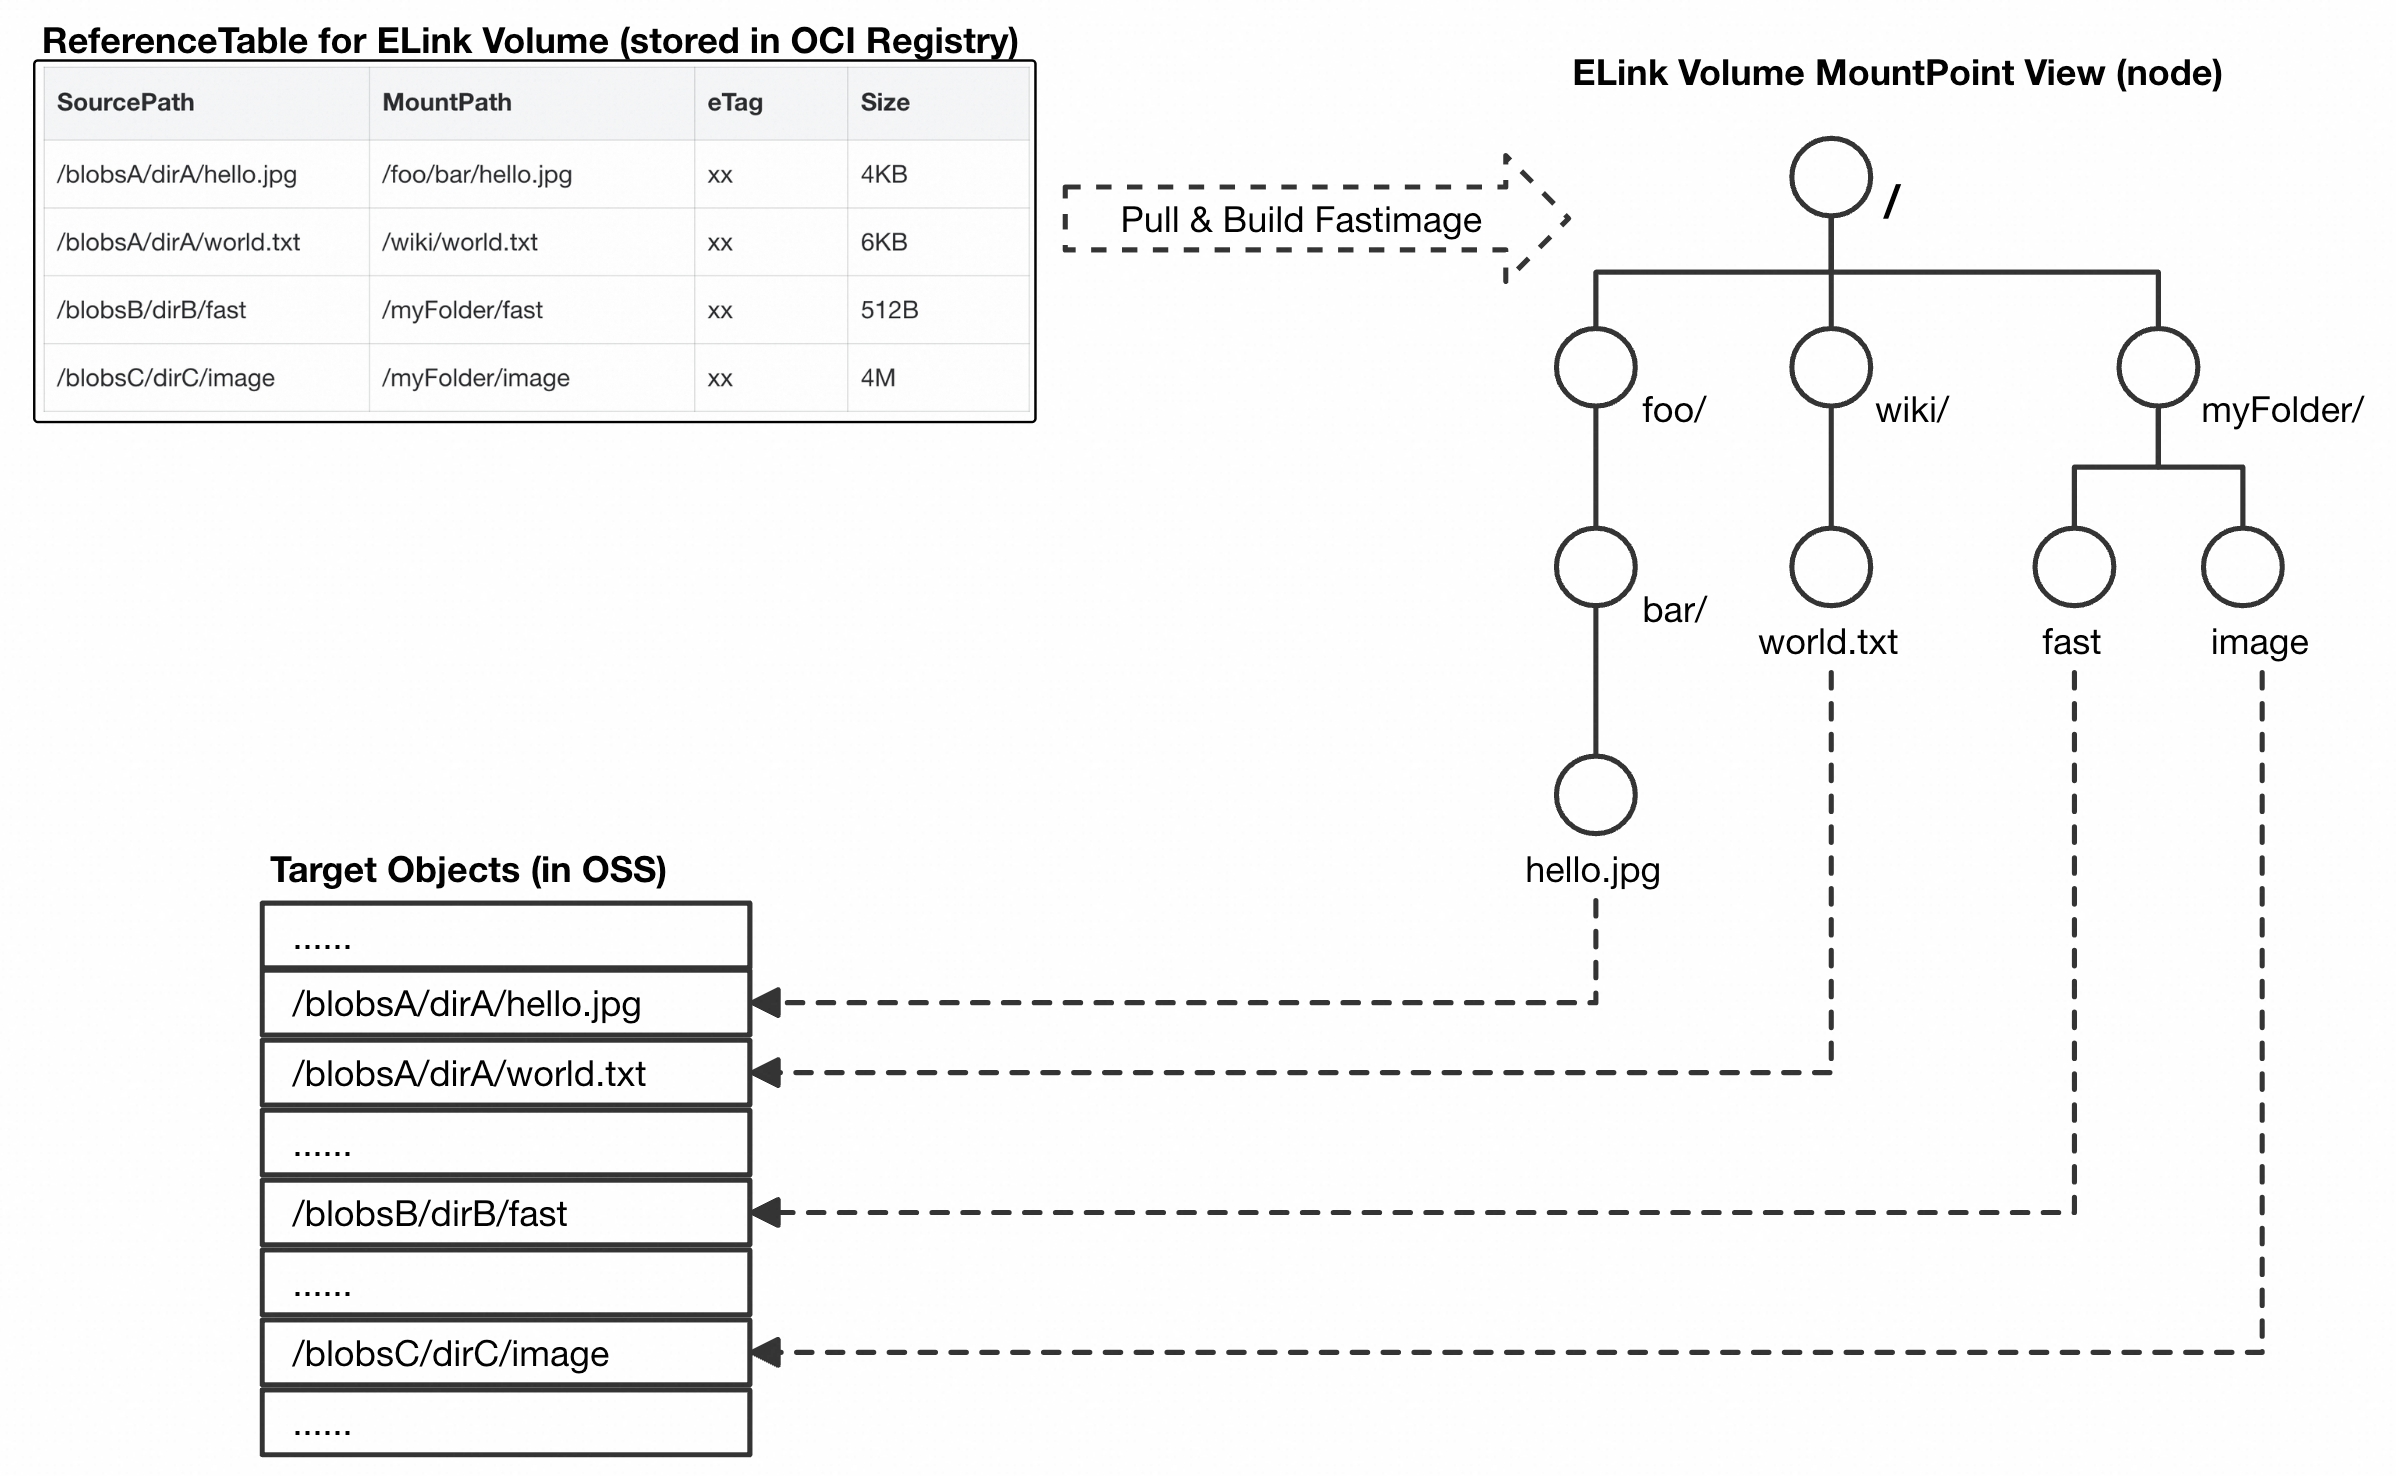 ReferenceTable for ELink Volume (stored in OCI Registry)
SourcePath MountPath eTag Size
/blobsA/dirA/hello.jpg /foo/bar/hello.jpg xx 4KB
/blobsA/dirA/world.txt /wiki/world.txt xx 6KB
/blobsB/dirB/fast /myFolder/fast xx 512B
/blobsC/dirC/image /myFolder/image xx 4M
Pull & Build Fastimage
ELink Volume MountPoint View (node)
/
foo/ wiki/ myFolder/
bar/
world.txt fast image
hello.jpg
Target Objects (in OSS)
......
/blobsA/dirA/hello.jpg
/blobsA/dirA/world.txt
......
/blobsB/dirB/fast
......
/blobsC/dirC/image
......